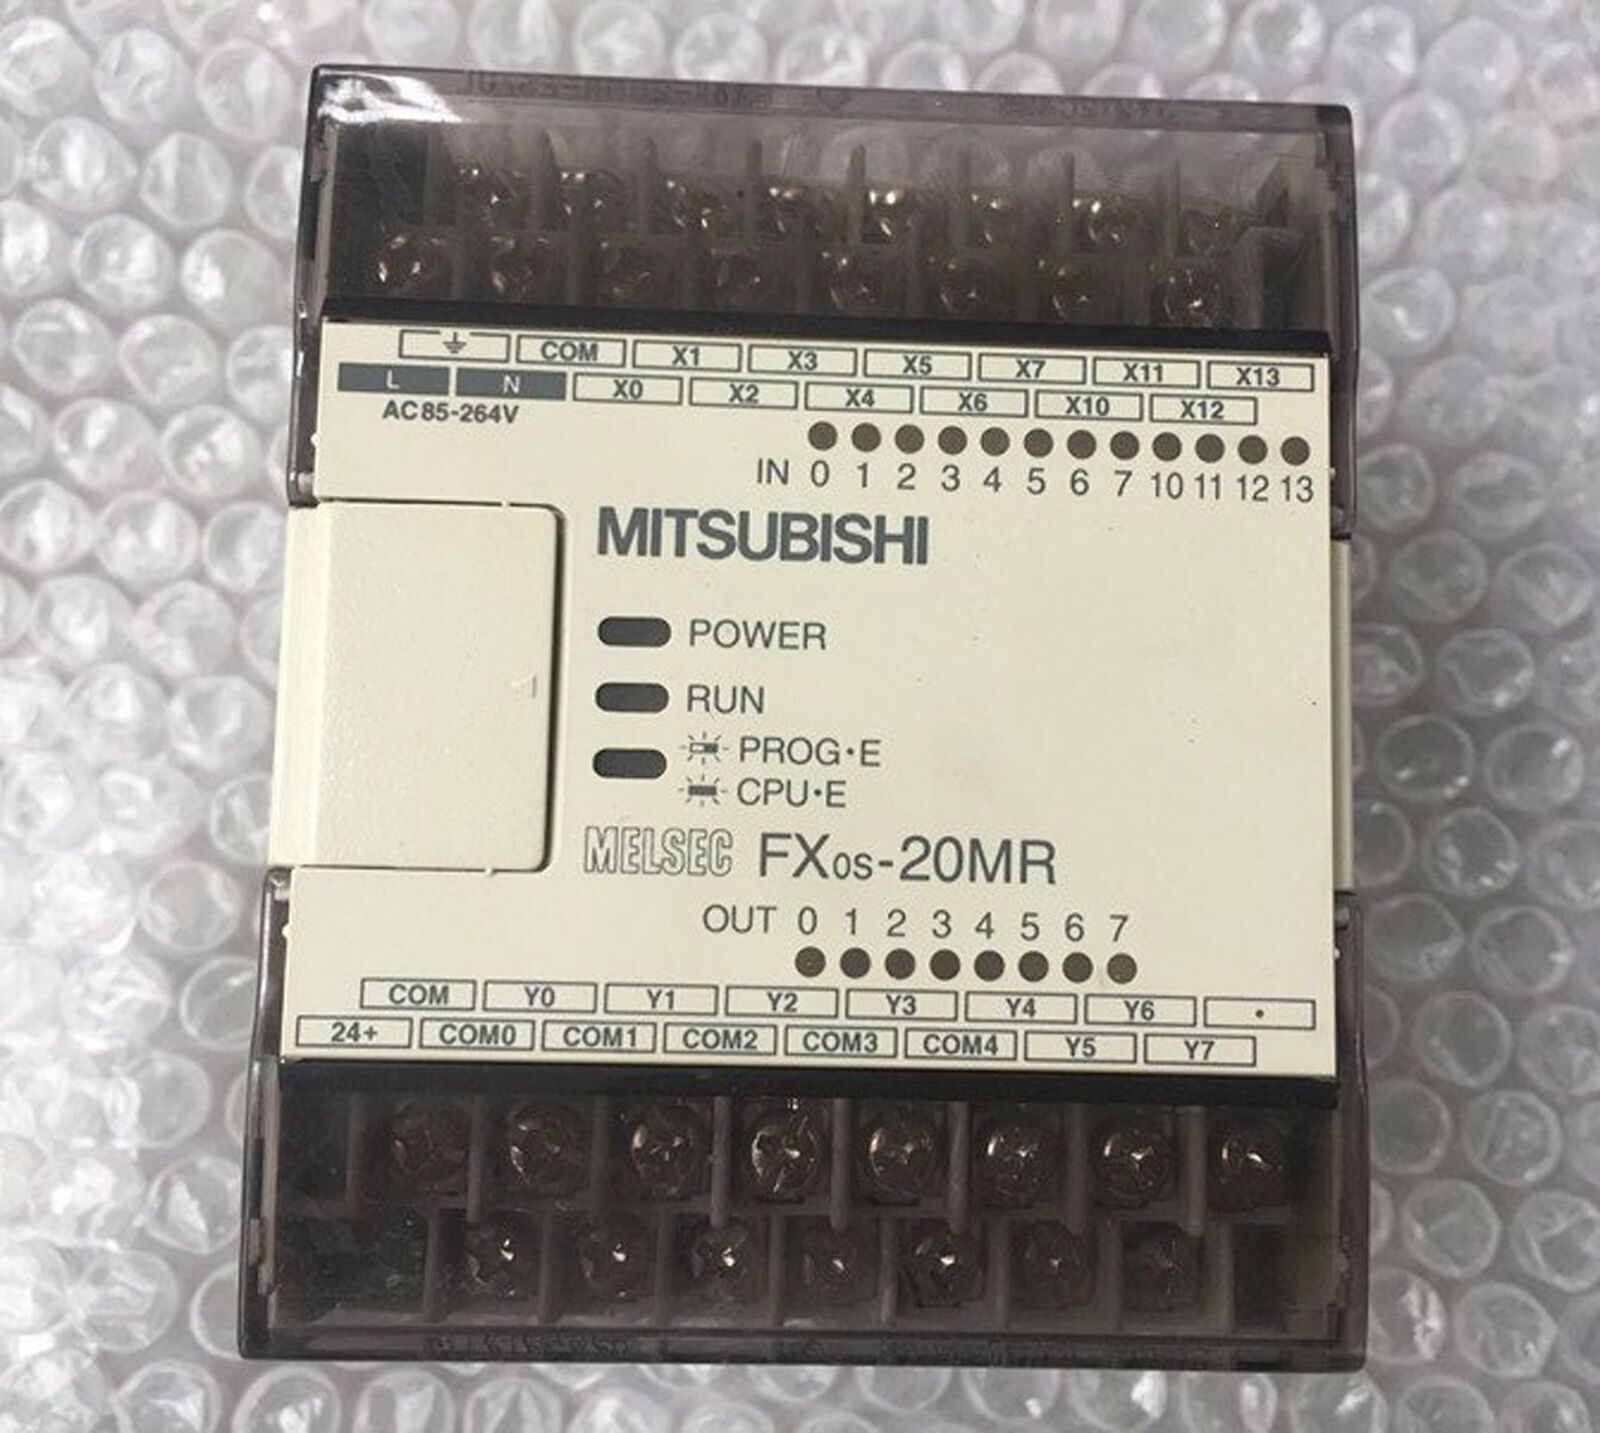 ⏚ COM X1 X3 X5 X7 X11 X13
L N X0 X2 X4 X6 X10 X12
AC85-264V
IN 0 1 2 3 4 5 6 7 10 11 12 13
MITSUBISHI
POWER
RUN
PROG•E
CPU•E
MELSEC FX0S-20MR
OUT 0 1 2 3 4 5 6 7
COM Y0 Y1 Y2 Y3 Y4 Y6 •
24+ COM0 COM1 COM2 COM3 COM4 Y5 Y7